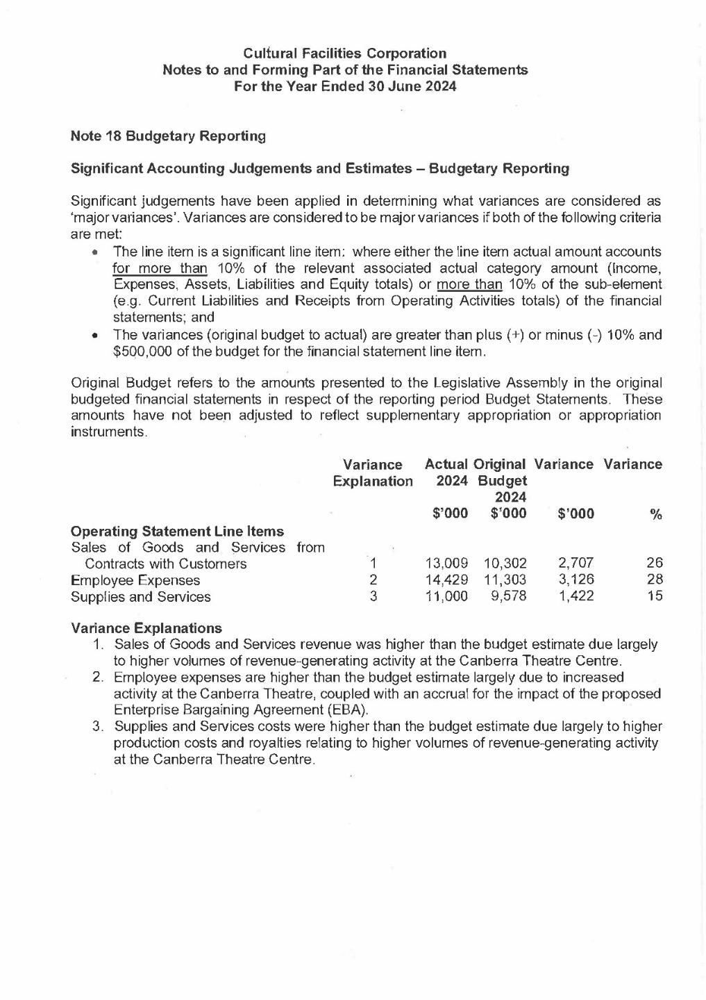 Cultural Facilities Corporation
Notes to and Forming Part of the Financial Statements
For the Year Ended 30 June 2024
Note 18 Budgetary Reporting
Significant Accounting Judgements and Estimates – Budgetary Reporting
Significant judgements have been applied in determining what variances are considered as
‘major variances’. Variances are considered to be major variances if both of the following criteria
are met:
• The line item is a significant line item: where either the line item actual amount accounts
for more than 10% of the relevant associated actual category amount (Income,
Expenses, Assets, Liabilities and Equity totals) or more than 10% of the sub-element
(e.g. Current Liabilities and Receipts from Operating Activities totals) of the financial
statements; and
• The variances (original budget to actual) are greater than plus (+) or minus (-) 10% and
$500,000 of the budget for the financial statement line item.
Original Budget refers to the amounts presented to the Legislative Assembly in the original
budgeted financial statements in respect of the reporting period Budget Statements. These
amounts have not been adjusted to reflect supplementary appropriation or appropriation
instruments.
Variance Actual Original Variance Variance
Explanation 2024 Budget
2024
$'000 $'000 $'000 %
Operating Statement Line Items
Sales of Goods and Services from
Contracts with Customers 1 13,009 10,302 2,707 26
Employee Expenses 2 14,429 11,303 3,126 28
Supplies and Services 3 11,000 9,578 1,422 15
Variance Explanations
1. Sales of Goods and Services revenue was higher than the budget estimate due largely
to higher volumes of revenue-generating activity at the Canberra Theatre Centre.
2. Employee expenses are higher than the budget estimate largely due to increased
activity at the Canberra Theatre, coupled with an accrual for the impact of the proposed
Enterprise Bargaining Agreement (EBA).
3. Supplies and Services costs were higher than the budget estimate due largely to higher
production costs and royalties relating to higher volumes of revenue-generating activity
at the Canberra Theatre Centre.